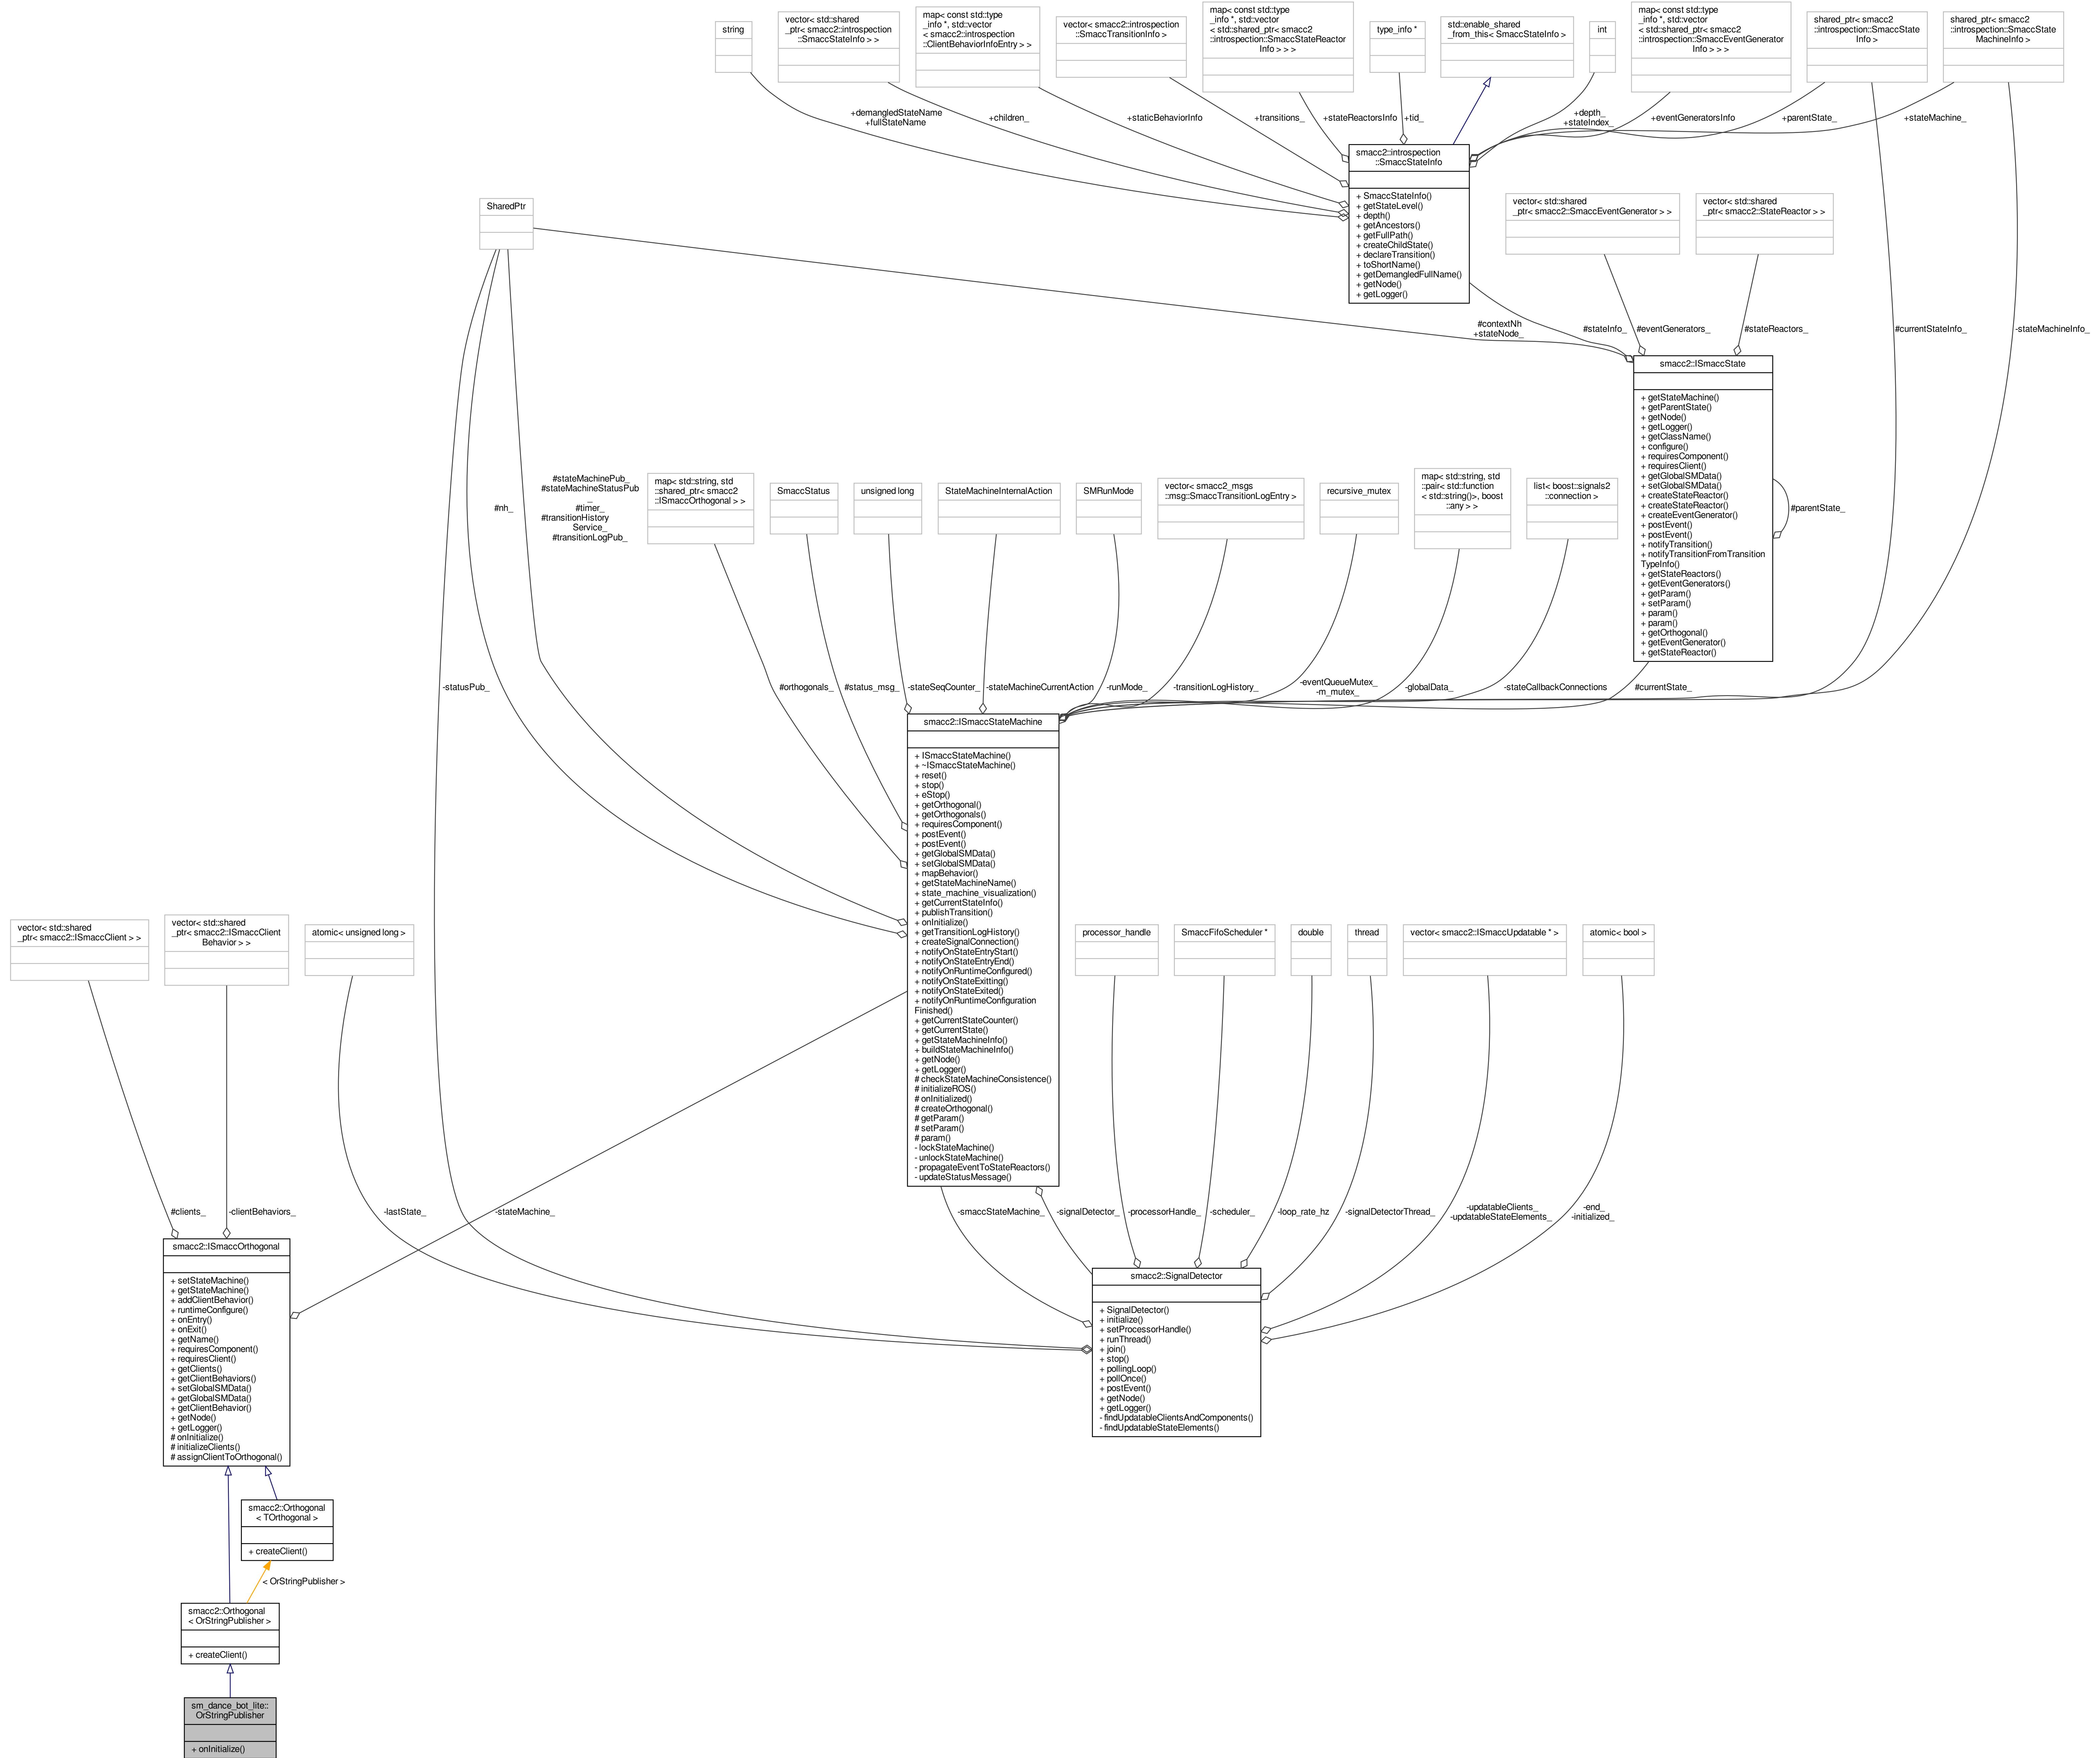 string
vector< std::shared
_ptr< smacc2::introspection
::SmaccStateInfo > >
map< const std::type
_info *, std::vector
< smacc2::introspection
::ClientBehaviorInfoEntry > >
vector< smacc2::introspection
::SmaccTransitionInfo >
map< const std::type
_info *, std::vector
< std::shared_ptr< smacc2
::introspection::SmaccStateReactor
Info > > >
type_info *
std::enable_shared
_from_this< SmaccStateInfo >
int
map< const std::type
_info *, std::vector
< std::shared_ptr< smacc2
::introspection::SmaccEventGenerator
Info > > >
shared_ptr< smacc2
::introspection::SmaccState
Info >
shared_ptr< smacc2
::introspection::SmaccState
MachineInfo >
+demangledStateName
+fullStateName
+children_
+staticBehaviorInfo
+transitions_
+stateReactorsInfo
+tid_
+depth_
+stateIndex_
+eventGeneratorsInfo
+parentState_
+stateMachine_
smacc2::introspection
::SmaccStateInfo
+ SmaccStateInfo()
+ getStateLevel()
+ depth()
+ getAncestors()
+ getFullPath()
+ createChildState()
+ declareTransition()
+ toShortName()
+ getDemangledFullName()
+ getNode()
+ getLogger()
SharedPtr
vector< std::shared
_ptr< smacc2::SmaccEventGenerator > >
vector< std::shared
_ptr< smacc2::StateReactor > >
#contextNh
+stateNode_
#stateInfo_
#eventGenerators_
#stateReactors_
#currentStateInfo_
-stateMachineInfo_
smacc2::ISmaccState
+ getStateMachine()
+ getParentState()
+ getNode()
+ getLogger()
+ getClassName()
+ configure()
+ requiresComponent()
+ requiresClient()
+ getGlobalSMData()
+ setGlobalSMData()
+ createStateReactor()
+ createStateReactor()
+ createEventGenerator()
+ postEvent()
+ postEvent()
+ notifyTransition()
+ notifyTransitionFromTransition
TypeInfo()
+ getStateReactors()
+ getEventGenerators()
+ getParam()
+ setParam()
+ param()
+ param()
+ getOrthogonal()
+ getEventGenerator()
+ getStateReactor()
#parentState_
#nh_
#stateMachinePub_
#stateMachineStatusPub
_
#timer_
#transitionHistory
Service_
#transitionLogPub_
map< std::string, std
::shared_ptr< smacc2
::ISmaccOrthogonal > >
SmaccStatus
unsigned long
StateMachineInternalAction
SMRunMode
vector< smacc2_msgs
::msg::SmaccTransitionLogEntry >
recursive_mutex
map< std::string, std
::pair< std::function
< std::string()>, boost
::any > >
list< boost::signals2
::connection >
-statusPub_
#orthogonals_
#status_msg_
-stateSeqCounter_
-stateMachineCurrentAction
-runMode_
-transitionLogHistory_
-eventQueueMutex_
-m_mutex_
-globalData_
-stateCallbackConnections
#currentState_
smacc2::ISmaccStateMachine
+ ISmaccStateMachine()
+ ~ISmaccStateMachine()
+ reset()
+ stop()
+ eStop()
+ getOrthogonal()
+ getOrthogonals()
+ requiresComponent()
+ postEvent()
+ postEvent()
+ getGlobalSMData()
+ setGlobalSMData()
+ mapBehavior()
+ getStateMachineName()
+ state_machine_visualization()
+ getCurrentStateInfo()
+ publishTransition()
+ onInitialize()
+ getTransitionLogHistory()
+ createSignalConnection()
+ notifyOnStateEntryStart()
+ notifyOnStateEntryEnd()
+ notifyOnRuntimeConfigured()
+ notifyOnStateExitting()
+ notifyOnStateExited()
+ notifyOnRuntimeConfiguration
Finished()
+ getCurrentStateCounter()
+ getCurrentState()
+ getStateMachineInfo()
+ buildStateMachineInfo()
+ getNode()
+ getLogger()
# checkStateMachineConsistence()
# initializeROS()
# onInitialized()
# createOrthogonal()
# getParam()
# setParam()
# param()
- lockStateMachine()
- unlockStateMachine()
- propagateEventToStateReactors()
- updateStatusMessage()
vector< std::shared
_ptr< smacc2::ISmaccClient > >
vector< std::shared
_ptr< smacc2::ISmaccClient
Behavior > >
atomic< unsigned long >
processor_handle
SmaccFifoScheduler *
double
thread
vector< smacc2::ISmaccUpdatable * >
atomic< bool >
#clients_
-clientBehaviors_
-lastState_
-stateMachine_
-smaccStateMachine_
-signalDetector_
-processorHandle_
-scheduler_
-loop_rate_hz
-signalDetectorThread_
-updatableClients_
-updatableStateElements_
-end_
-initialized_
smacc2::ISmaccOrthogonal
+ setStateMachine()
+ getStateMachine()
+ addClientBehavior()
+ runtimeConfigure()
+ onEntry()
+ onExit()
+ getName()
+ requiresComponent()
+ requiresClient()
+ getClients()
+ getClientBehaviors()
+ setGlobalSMData()
+ getGlobalSMData()
+ getClientBehavior()
+ getNode()
+ getLogger()
# onInitialize()
# initializeClients()
# assignClientToOrthogonal()
smacc2::SignalDetector
+ SignalDetector()
+ initialize()
+ setProcessorHandle()
+ runThread()
+ join()
+ stop()
+ pollingLoop()
+ pollOnce()
+ postEvent()
+ getNode()
+ getLogger()
- findUpdatableClientsAndComponents()
- findUpdatableStateElements()
smacc2::Orthogonal
< TOrthogonal >
+ createClient()
< OrStringPublisher >
smacc2::Orthogonal
< OrStringPublisher >
+ createClient()
sm_dance_bot_lite::
OrStringPublisher
+ onInitialize()